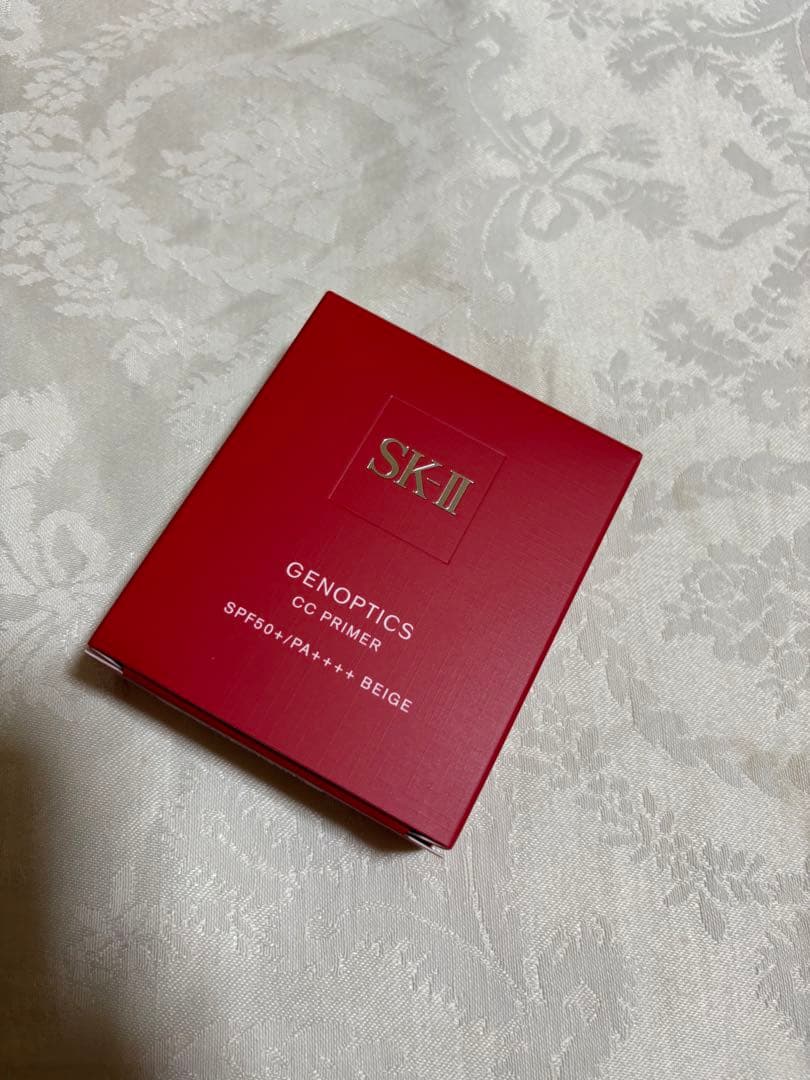 SK-II
GENOPTICS
CC PRIMER
SPF50+/PA++++ BEIGE